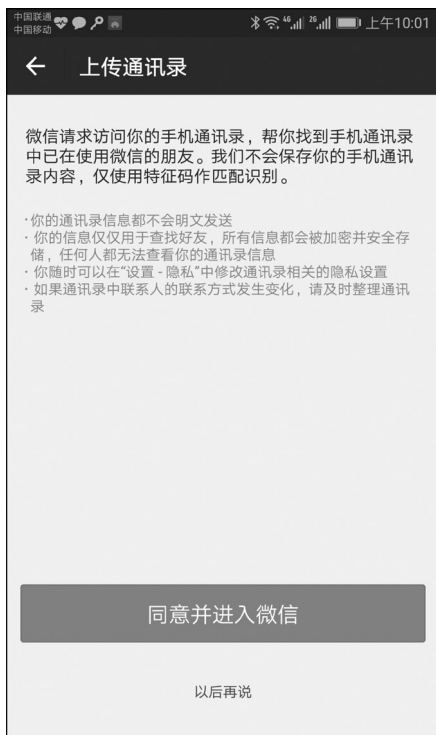 中国联通
中国移动
46 26 上午10:01
上传通讯录
微信请求访问你的手机通讯录，帮你找到手机通讯录
中已在使用微信的朋友。我们不会保存你的手机通讯
录内容，仅使用特征码作匹配识别。
·你的通讯录信息都不会明文发送
· 你的信息仅仅用于查找好友，所有信息都会被加密并安全存
储，任何人都无法查看你的通讯录信息
· 你随时可以在“设置 - 隐私”中修改通讯录相关的隐私设置
· 如果通讯录中联系人的联系方式发生变化，请及时整理通讯
录
同意并进入微信
以后再说